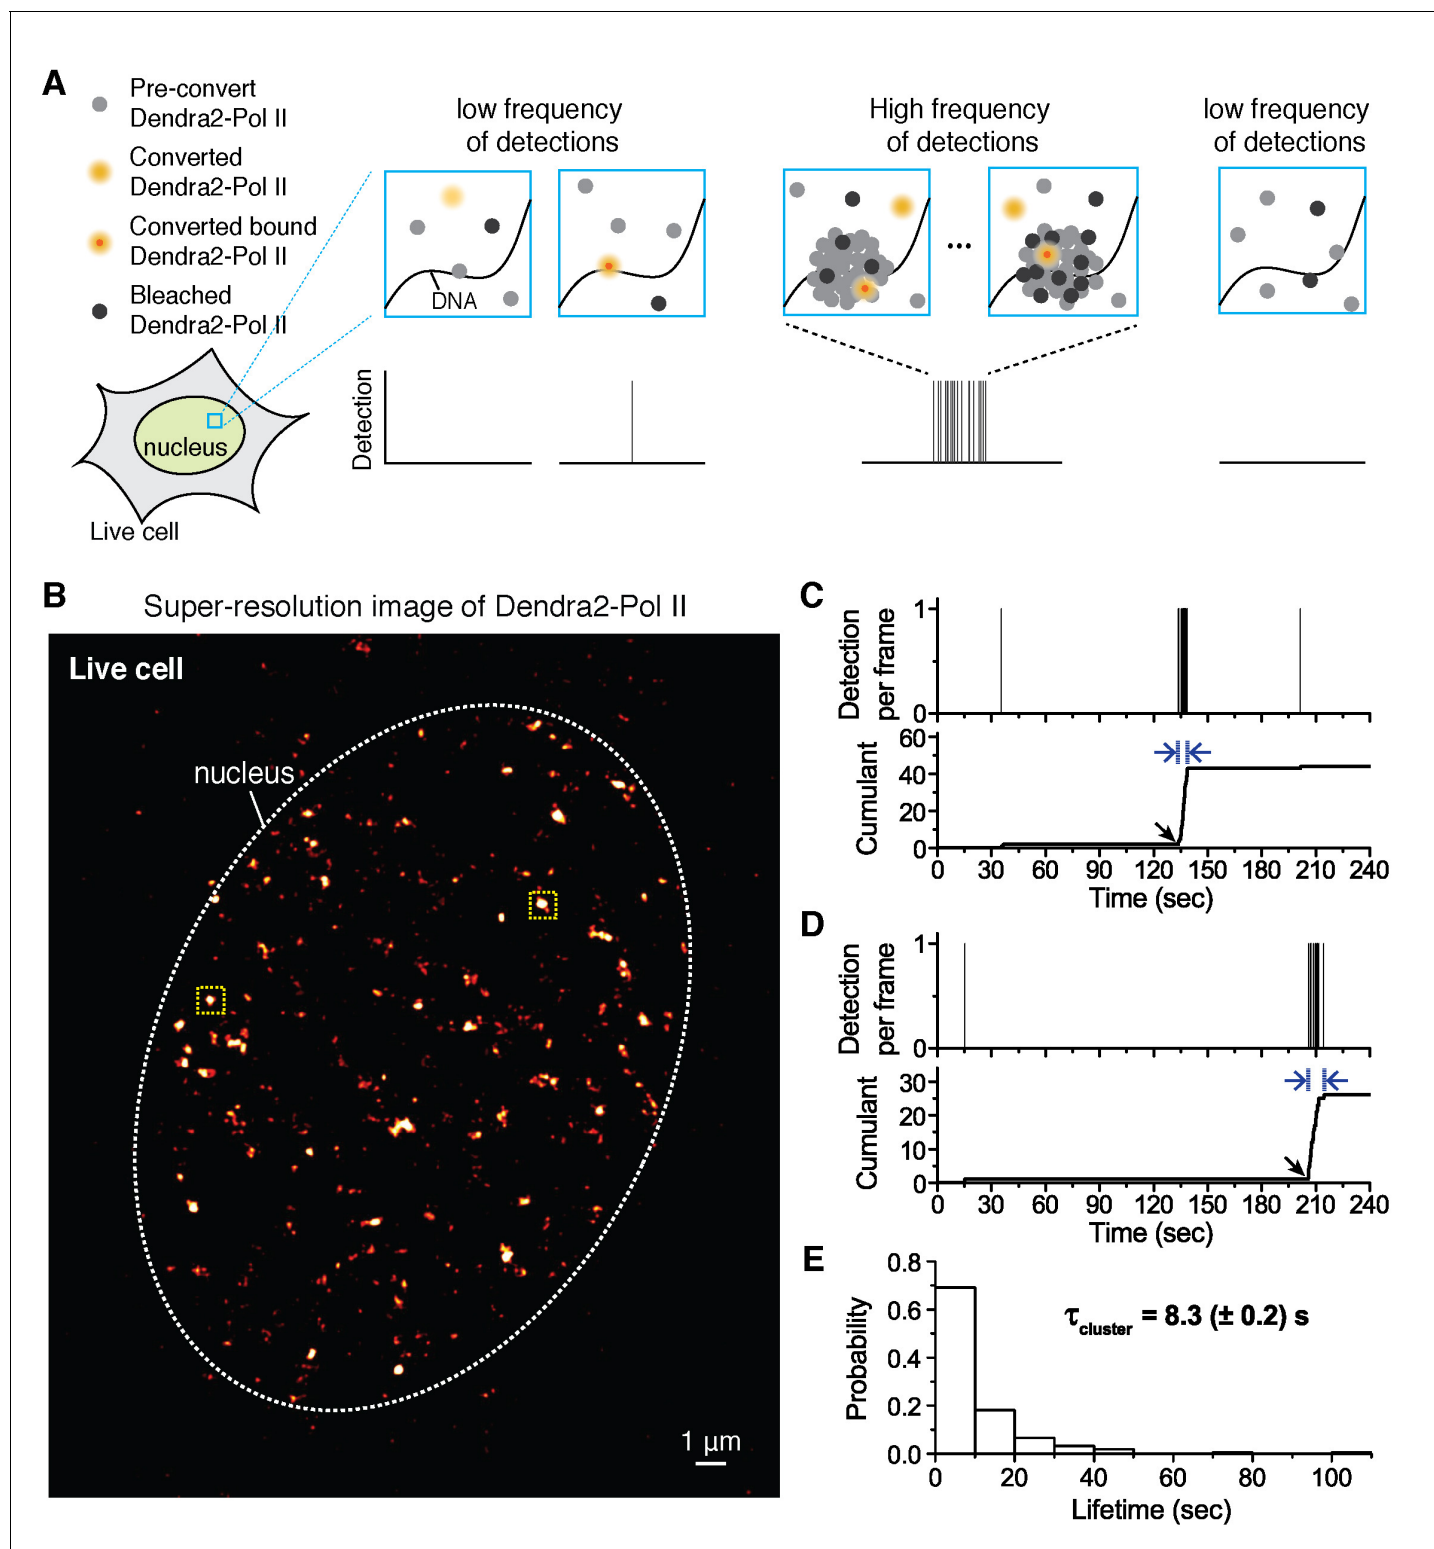 A
Pre-convert
Dendra2-Pol II
Converted
Dendra2-Pol II
Converted bound
Dendra2-Pol II
Bleached
Dendra2-Pol II
nucleus
Live cell
low frequency
of detections
High frequency
of detections
low frequency
of detections
DNA
...
Detection
B
Super-resolution image of Dendra2-Pol II
Live cell
nucleus
1 μm
C
Detection
per frame
1
0
Cumulant
60
40
20
0
0 30 60 90 120 150 180 210 240
Time (sec)
D
Detection
per frame
1
0
Cumulant
30
20
10
0
0 30 60 90 120 150 180 210 240
Time (sec)
E
Probability
0.8
0.6
0.4
0.2
0.0
τcluster = 8.3 (± 0.2) s
0 20 40 60 80 100
Lifetime (sec)